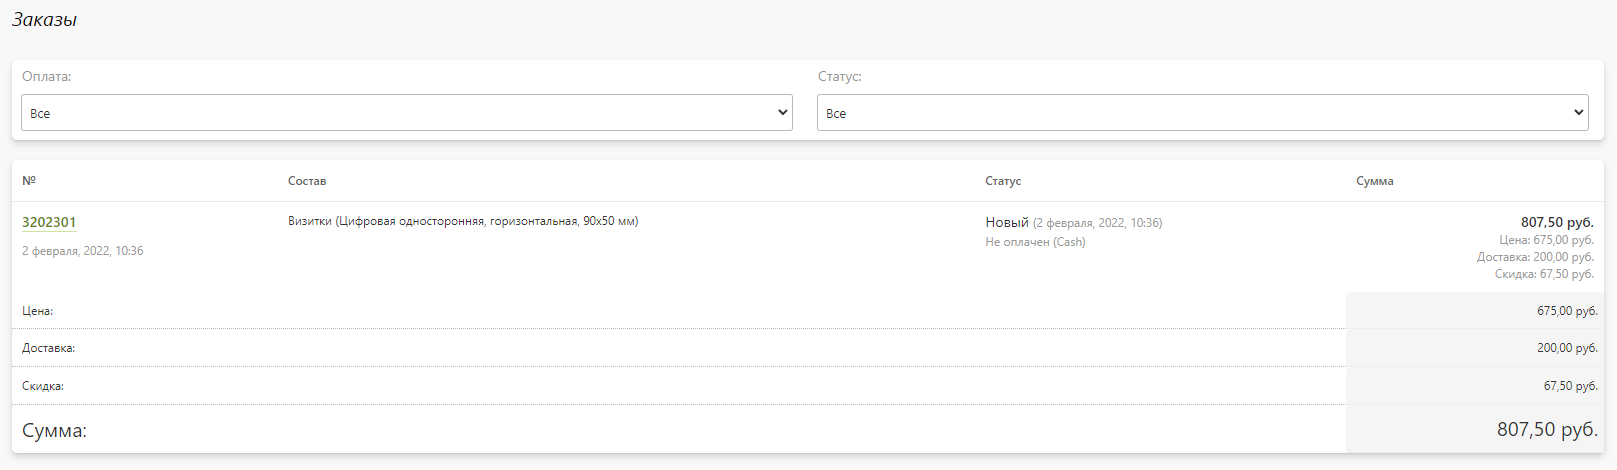 Заказы
Оплата: Статус:
Все Все
№ Состав Статус Сумма
3202301 Визитки (Цифровая односторонняя, горизонтальная, 90x50 мм) Новый (2 февраля, 2022, 10:36) 807,50 руб.
2 февраля, 2022, 10:36 Не оплачен (Cash) Цена: 675,00 руб.
Доставка: 200,00 руб.
Скидка: 67,50 руб.
Цена: 675,00 руб.
Доставка: 200,00 руб.
Скидка: 67,50 руб.
Сумма: 807,50 руб.